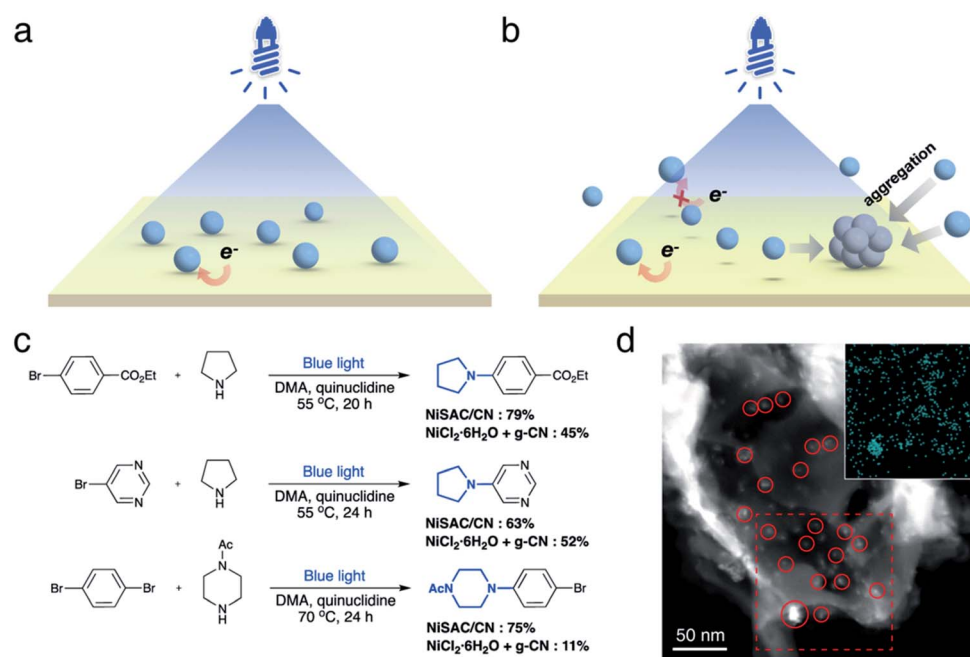 a
b
e-
e-
e-
aggregation
c
Br
CO2Et
+
N
H
Blue light
DMA, quinuclidine
55 °C, 20 h
N
CO2Et
NiSAC/CN : 79%
NiCl2·6H2O + g-CN : 45%
Br
N
N
+
N
H
Blue light
DMA, quinuclidine
55 °C, 24 h
N
N
N
NiSAC/CN : 63%
NiCl2·6H2O + g-CN : 52%
Br
Br
+
Ac
N
N
H
Blue light
DMA, quinuclidine
70 °C, 24 h
Ac N
N
Br
NiSAC/CN : 75%
NiCl2·6H2O + g-CN : 11%
d
50 nm